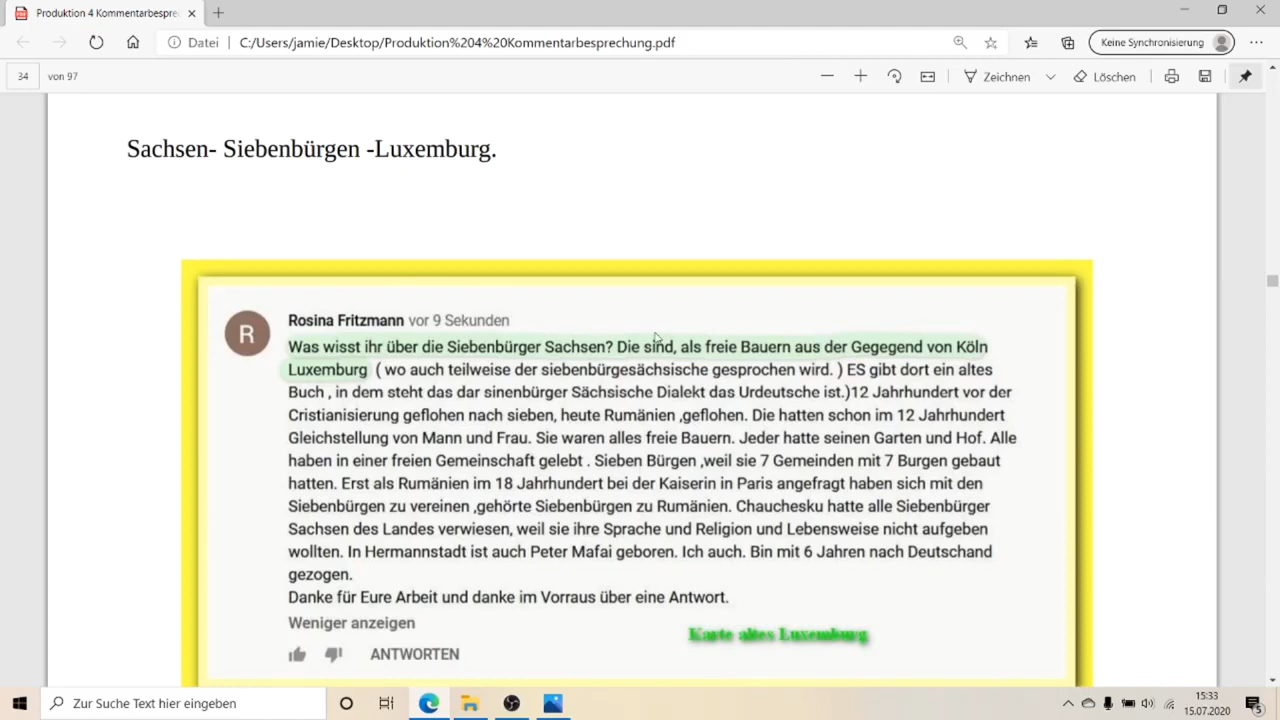 Produktion 4 Kommentarbespre
Datei C:/Users/jamie/Desktop/Produktion%204%20Kommentarbesprechung.pdf Keine Synchronisierung
34 von 97 Zeichnen Löschen
Sachsen- Siebenbürgen -Luxemburg.
R
Rosina Fritzmann vor 9 Sekunden
Was wisst ihr über die Siebenbürger Sachsen? Die sind, als freie Bauern aus der Gegegend von Köln
Luxemburg ( wo auch teilweise der siebenbürgesächsische gesprochen wird. ) ES gibt dort ein altes
Buch , in dem steht das dar sinenbürger Sächsische Dialekt das Urdeutsche ist.)12 Jahrhundert vor der
Cristianisierung geflohen nach sieben, heute Rumänien ,geflohen. Die hatten schon im 12 Jahrhundert
Gleichstellung von Mann und Frau. Sie waren alles freie Bauern. Jeder hatte seinen Garten und Hof. Alle
haben in einer freien Gemeinschaft gelebt . Sieben Bürgen ,weil sie 7 Gemeinden mit 7 Burgen gebaut
hatten. Erst als Rumänien im 18 Jahrhundert bei der Kaiserin in Paris angefragt haben sich mit den
Siebenbürgen zu vereinen ,gehörte Siebenbürgen zu Rumänien. Chauchesku hatte alle Siebenbürger
Sachsen des Landes verwiesen, weil sie ihre Sprache und Religion und Lebensweise nicht aufgeben
wollten. In Hermannstadt ist auch Peter Mafai geboren. Ich auch. Bin mit 6 Jahren nach Deutschand
gezogen.
Danke für Eure Arbeit und danke im Vorraus über eine Antwort.
Weniger anzeigen
Karte altes Luxemburg
ANTWORTEN
Zur Suche Text hier eingeben
15:33
15.07.2020
5